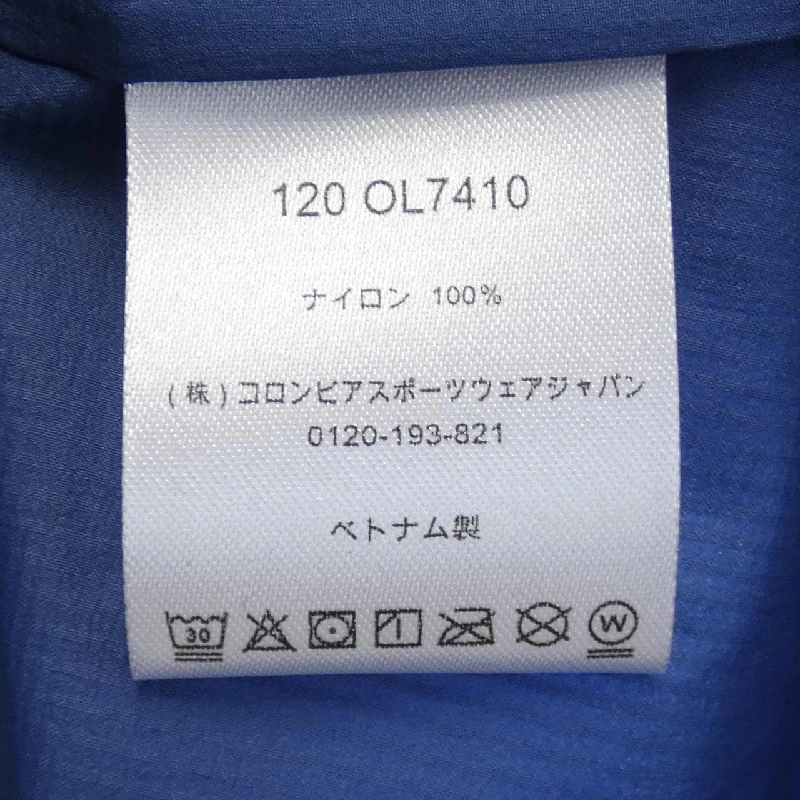 120 OL7410
ナイロン 100%
(株)コロンビアスポーツウェアジャパン
0120-193-821
ベトナム製
30 W